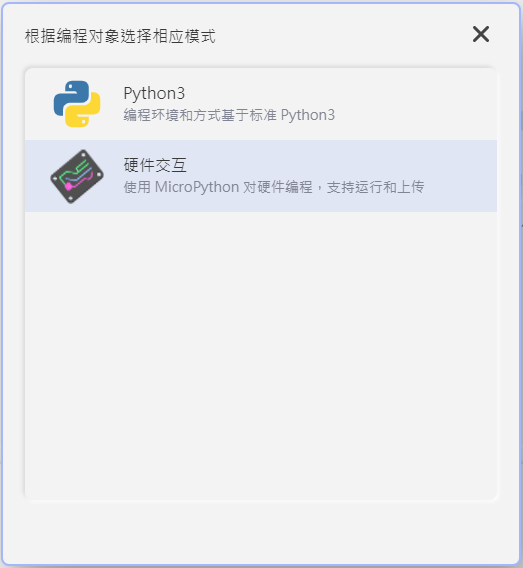 根据编程对象选择相应模式
Python3
编程环境和方式基于标准 Python3
硬件交互
使用 MicroPython 对硬件编程，支持运行和上传